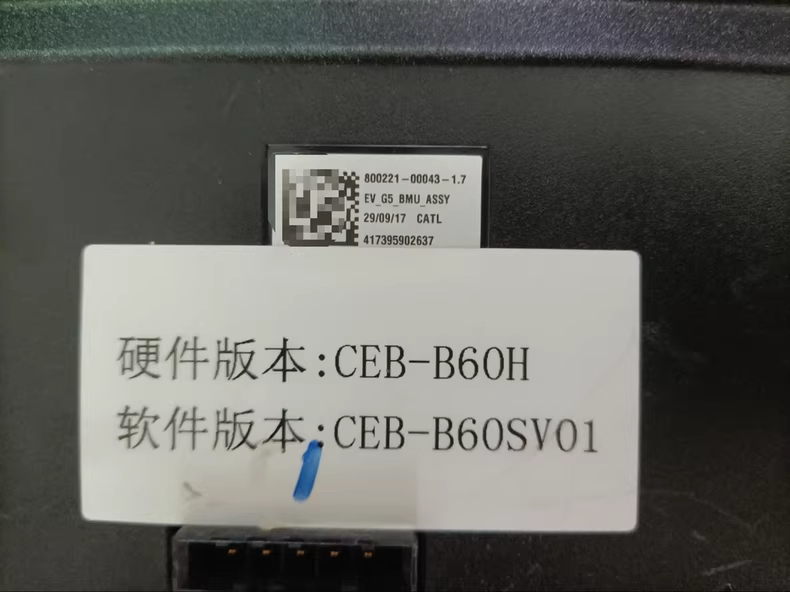 800221-00043-1.7
EV_G5_BMU_ASSY
29/09/17 CATL
417395902637
硬件版本:CEB-B60H
软件版本:CEB-B60SV01